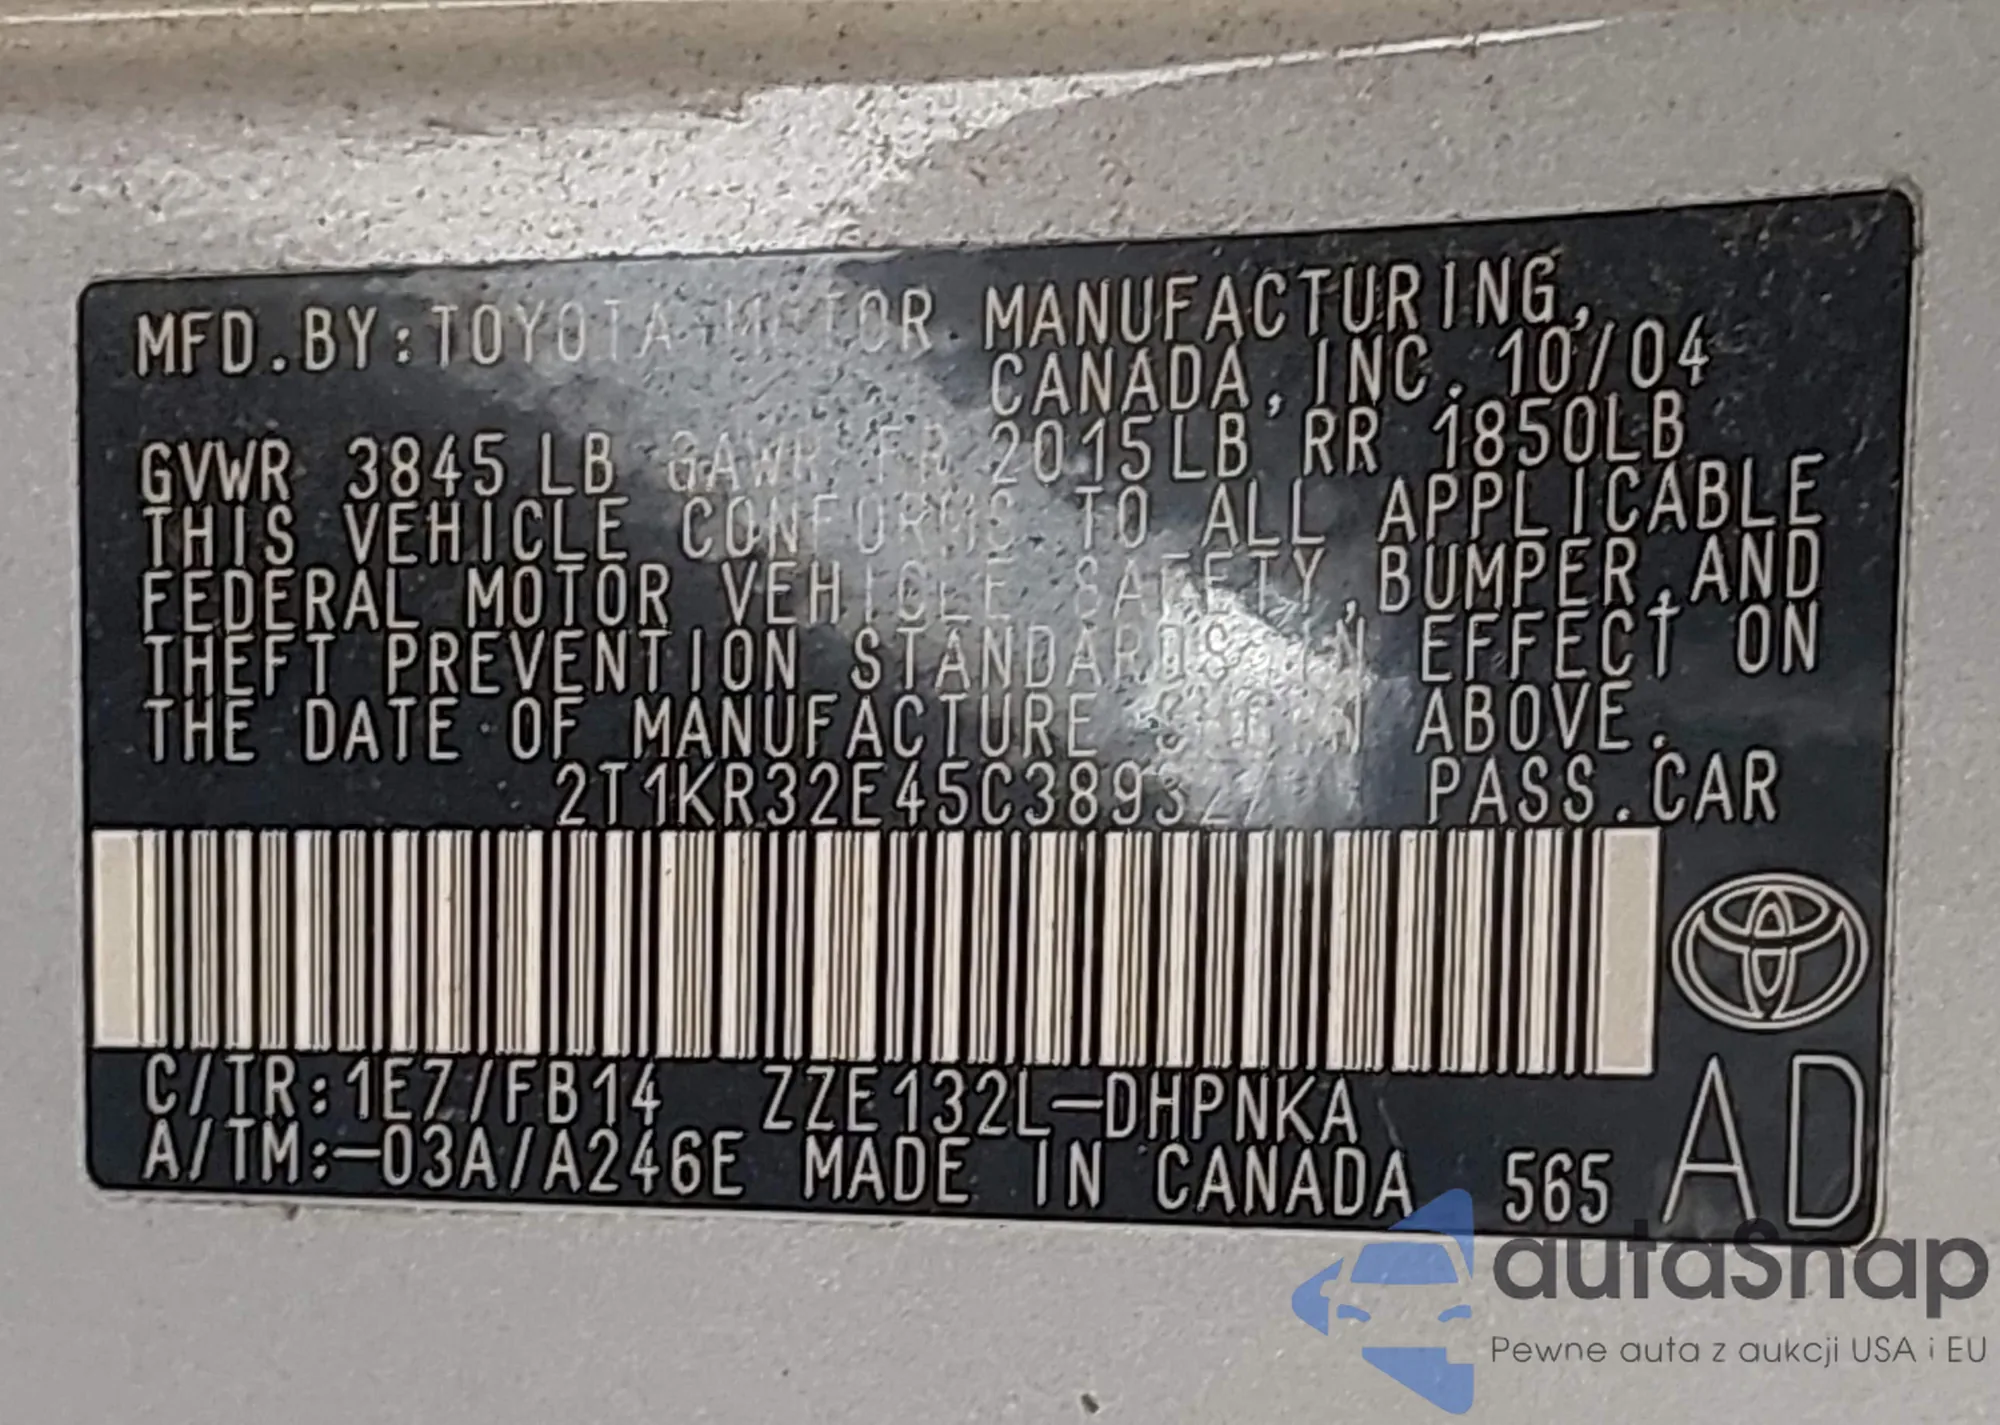 MFD.BY:TOYOTA MOTOR MANUFACTURING,
CANADA, INC. 10/04
GVWR 3845 LB GAWR FR 2015LB RR 1850LB
THIS VEHICLE CONFORMS TO ALL APPLICABLE
FEDERAL MOTOR VEHICLE SAFETY, BUMPER, AND
THEFT PREVENTION STANDARDS IN EFFECT ON
THE DATE OF MANUFACTURE SHOWN ABOVE.
PASS.CAR
C/TR:1E7/FB14 ZZE132L-DHPNKA
A/TM:-03A/A246E MADE IN CANADA 565
AD
autaSnap
Pewne auta z aukcji USA i EU